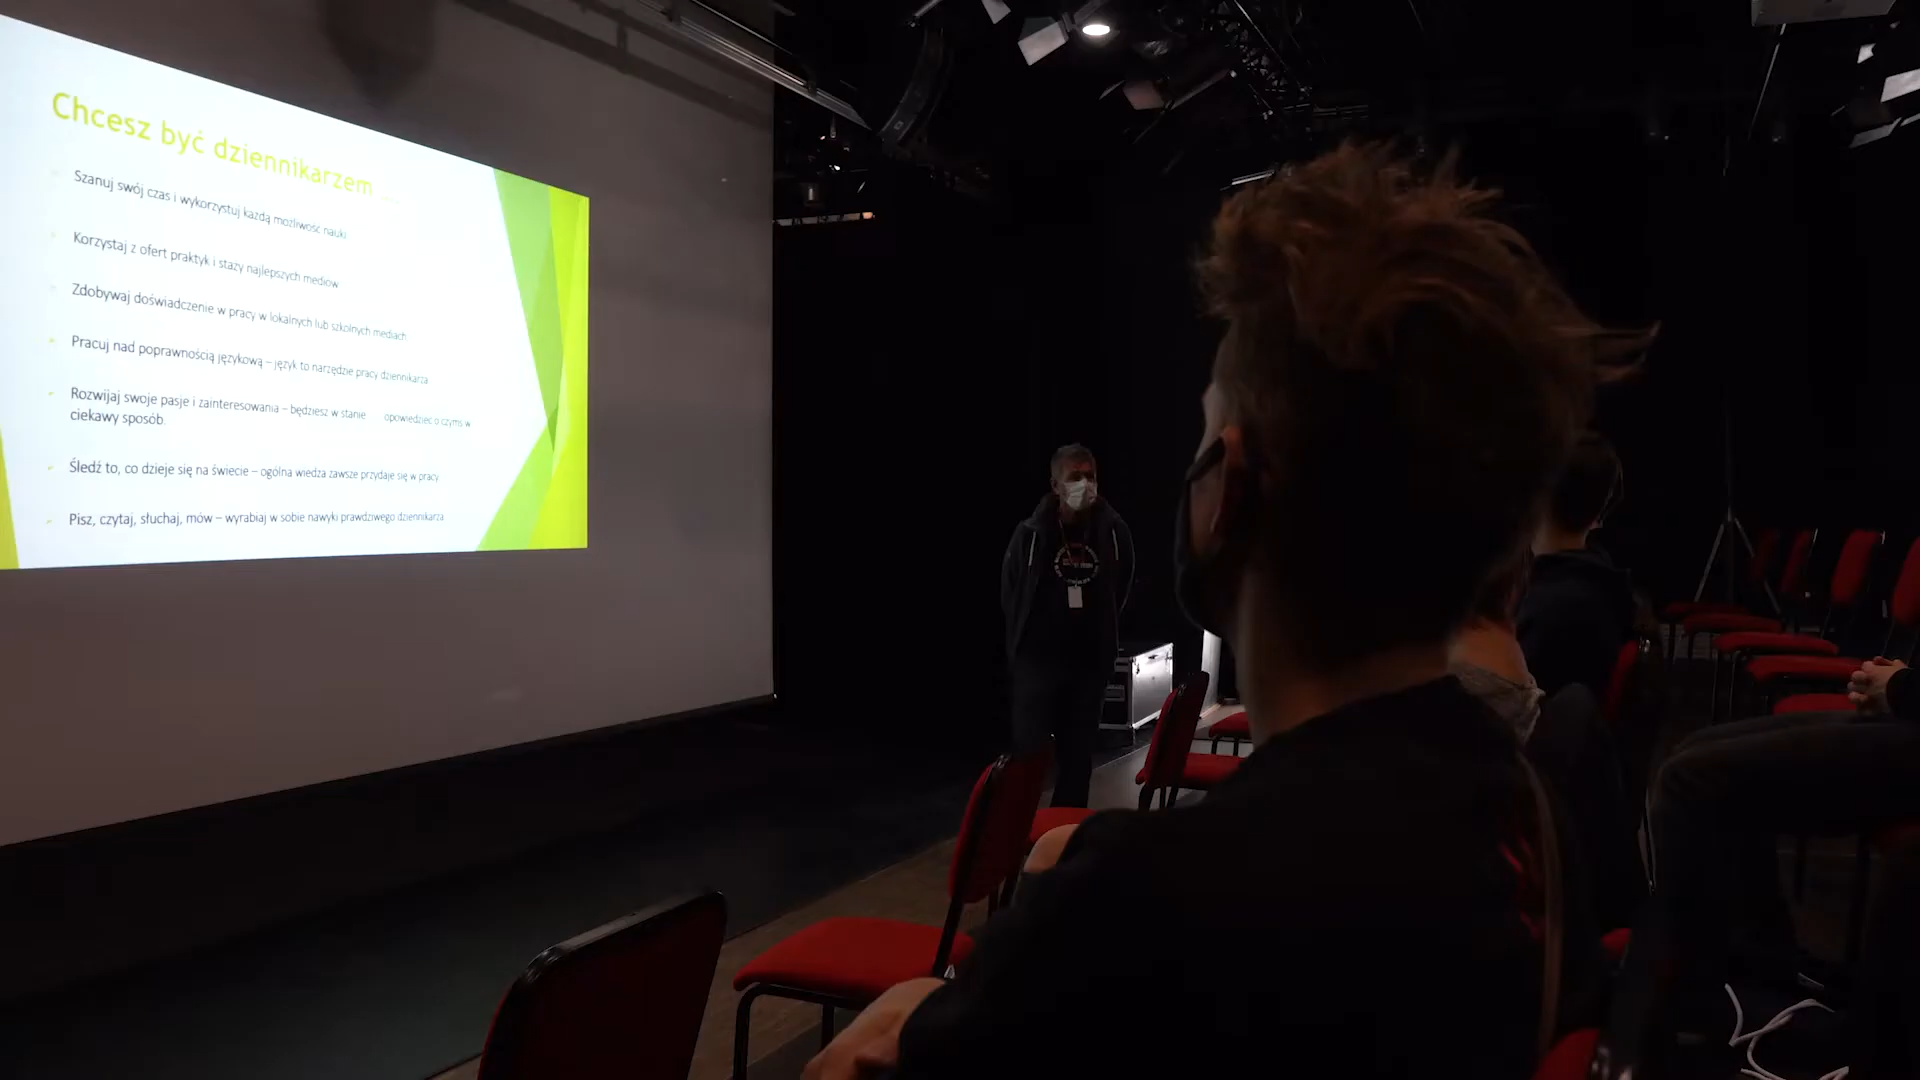 Chcesz być dziennikarzem ...
Szanuj swój czas i wykorzystuj każdą możliwość nauki
Korzystaj z ofert praktyk i staży najlepszych mediów
Zdobywaj doświadczenie w pracy w lokalnych lub szkolnych mediach
Pracuj nad poprawnością językową – język to narzędzie pracy dziennikarza
Rozwijaj swoje pasje i zainteresowania – będziesz w stanie opowiedzieć o czymś w
ciekawy sposób.
Śledź to, co dzieje się na świecie – ogólna wiedza zawsze przydaje się w pracy
Pisz, czytaj, słuchaj, mów – wyrabiaj w sobie nawyki prawdziwego dziennikarza